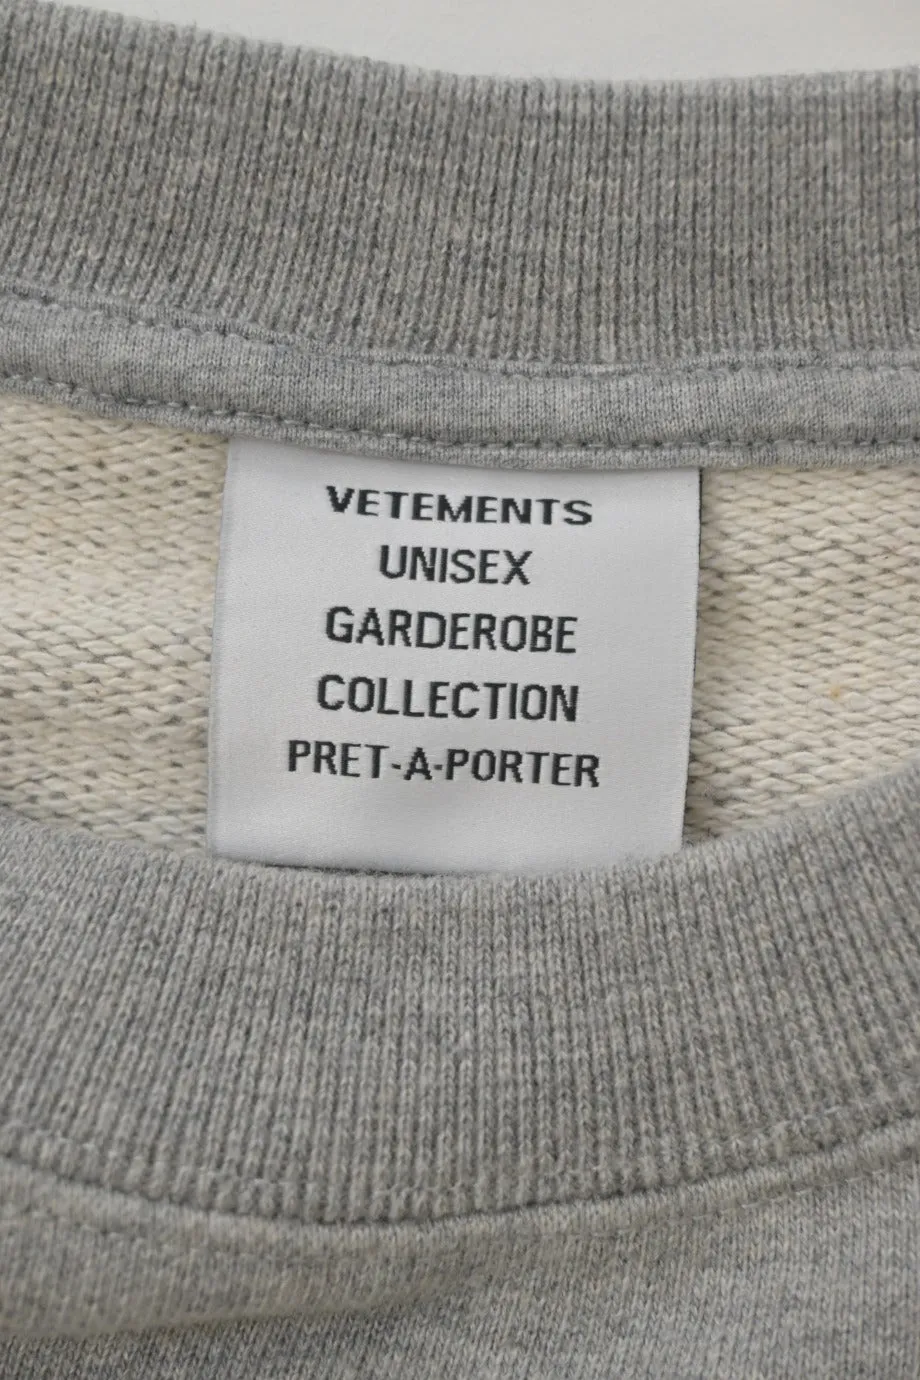 VETEMENTS
UNISEX
GARDEROBE
COLLECTION
PRET-A-PORTER